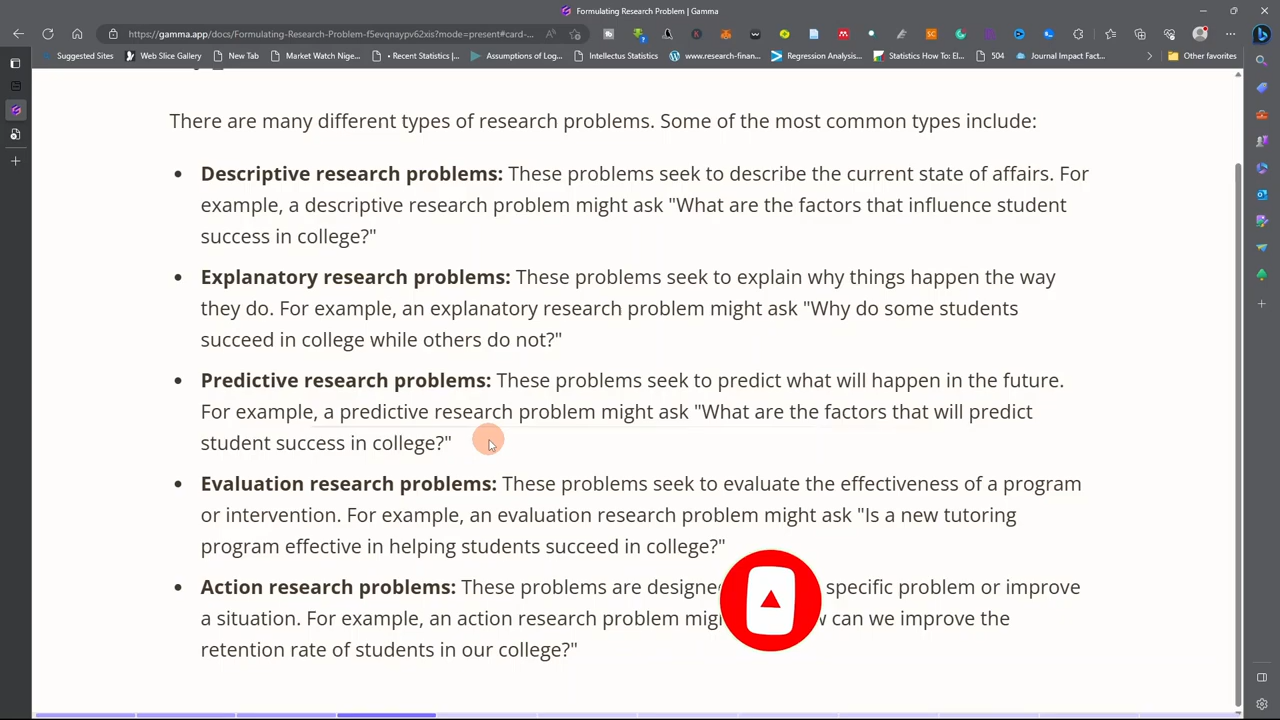 Formulating Research Problem | Gamma
https://gamma.app/docs/Formulating-Research-Problem-f5evqnaypv62xis?mode=present#card-...
Suggested Sites Web Slice Gallery New Tab Market Watch Nige... • Recent Statistics |... Assumptions of Log... Intellectus Statistics www.research-finan... Regression Analysis... Statistics How To: El... 504 Journal Impact Fact... Other favorites
There are many different types of research problems. Some of the most common types include:
• Descriptive research problems: These problems seek to describe the current state of affairs. For
example, a descriptive research problem might ask "What are the factors that influence student
success in college?"
• Explanatory research problems: These problems seek to explain why things happen the way
they do. For example, an explanatory research problem might ask "Why do some students
succeed in college while others do not?"
• Predictive research problems: These problems seek to predict what will happen in the future.
For example, a predictive research problem might ask "What are the factors that will predict
student success in college?"
• Evaluation research problems: These problems seek to evaluate the effectiveness of a program
or intervention. For example, an evaluation research problem might ask "Is a new tutoring
program effective in helping students succeed in college?"
• Action research problems: These problems are designe specific problem or improve
a situation. For example, an action research problem mig can we improve the
retention rate of students in our college?"